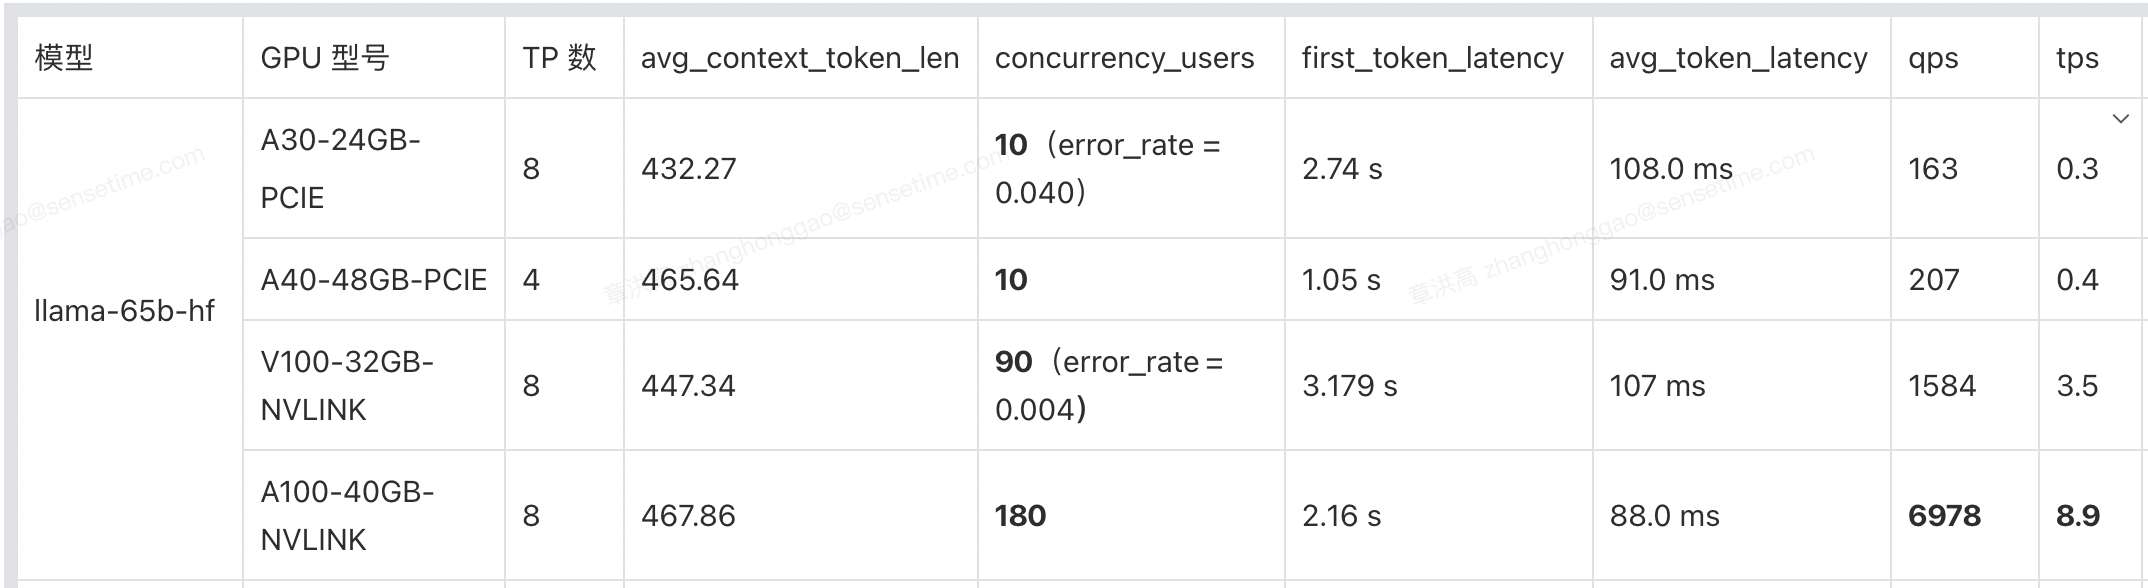 模型 GPU 型号 TP 数 avg_context_token_len concurrency_users first_token_latency avg_token_latency qps tps
llama-65b-hf
A30-24GB-
PCIE
8
432.27
10（error_rate =
0.040）
2.74 s
108.0 ms
163
0.3
A40-48GB-PCIE 4 465.64 10 1.05 s 91.0 ms 207 0.4
V100-32GB-
NVLINK
8
447.34
90（error_rate =
0.004)
3.179 s
107 ms
1584
3.5
A100-40GB-
NVLINK
8
467.86
180
2.16 s
88.0 ms
6978
8.9
gao@sensetime.com
章洪高 zhanghonggao@sensetime.com
章洪高 zhanghonggao@sensetime.com